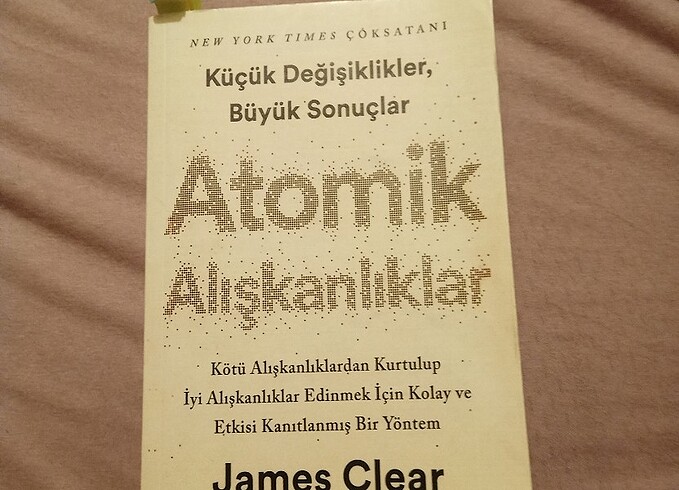 NEW YORK TIMES ÇOKSATANI
Küçük Değişiklikler,
Büyük Sonuçlar
Atomik
Alışkanlıklar
Kötü Alışkanlıklardan Kurtulup
İyi Alışkanlıklar Edinmek İçin Kolay ve
Etkisi Kanıtlanmış Bir Yöntem
James Clear